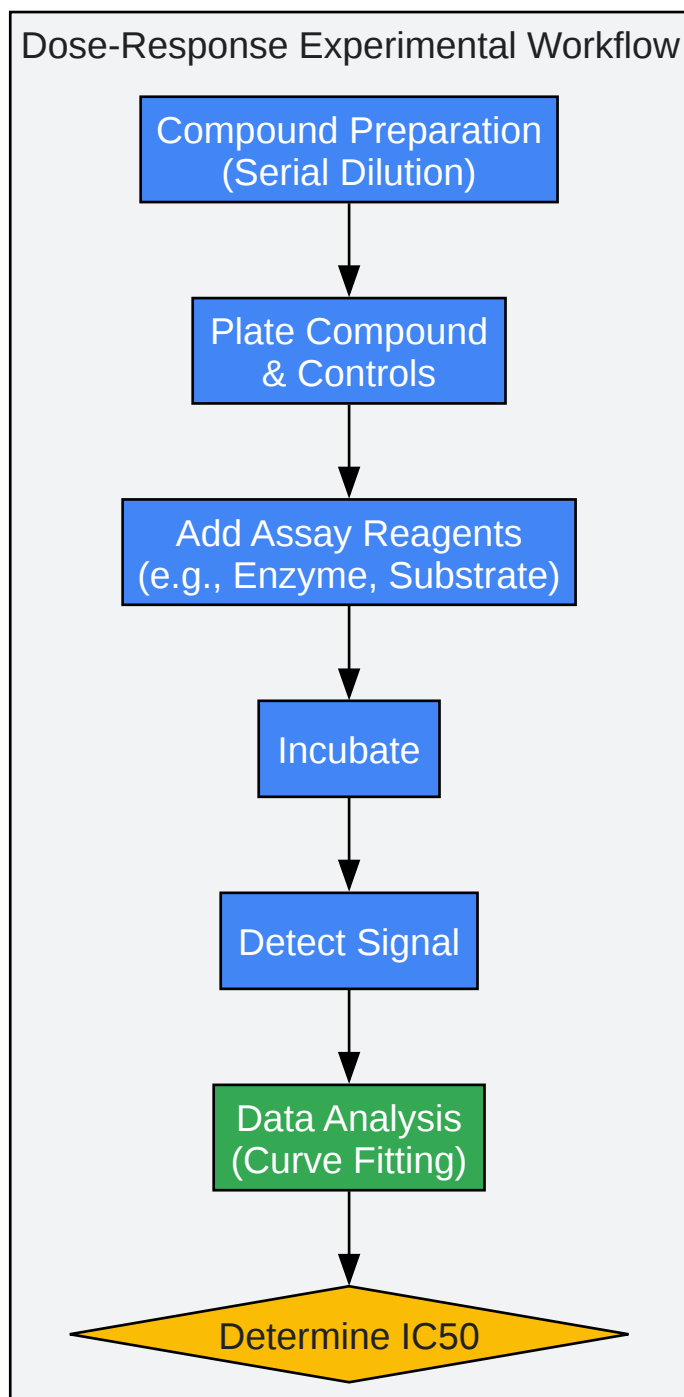 Dose-Response Experimental Workflow
Compound Preparation
(Serial Dilution)
Plate Compound
& Controls
Add Assay Reagents
(e.g., Enzyme, Substrate)
Incubate
Detect Signal
Data Analysis
(Curve Fitting)
Determine IC50